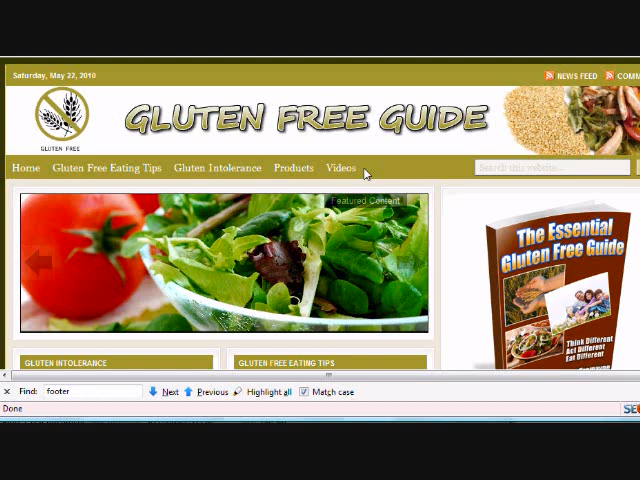 Saturday, May 22, 2010
NEWS FEED
GLUTEN FREE
GLUTEN FREE GUIDE
Home Gluten Free Eating Tips Gluten Intolerance Products Videos
Search this website...
Featured Content
The Essential
Gluten Free Guide
Think Different
Act Different
Eat Different
GLUTEN INTOLERANCE
GLUTEN FREE EATING TIPS
Find: footer Next Previous Highlight all Match case
Done